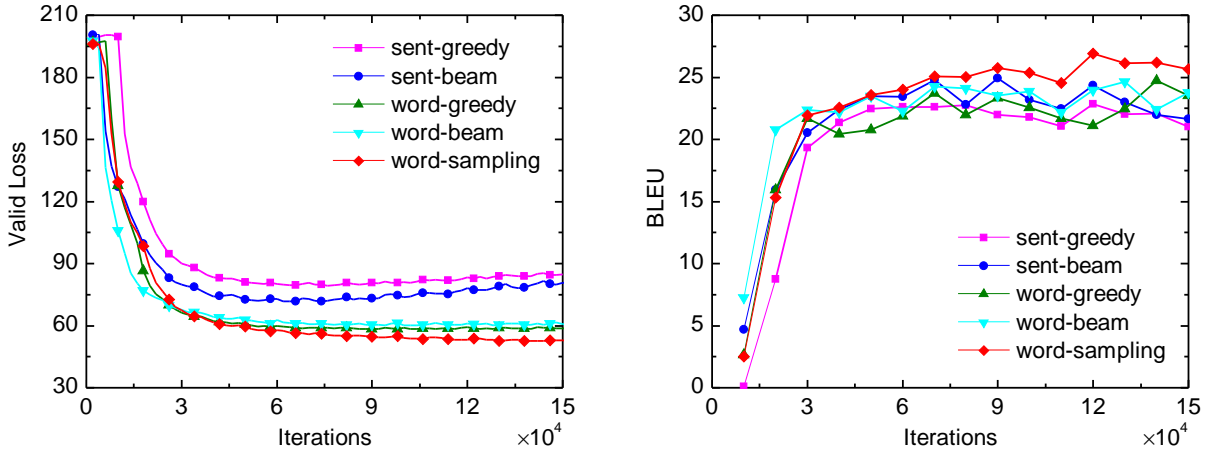 210
180
150
120
90
60
30
Valid Loss
sent-greedy
sent-beam
word-greedy
word-beam
word-sampling
0 3 6 9 12 15
Iterations
×10⁴
30
25
20
15
10
5
0
BLEU
sent-greedy
sent-beam
word-greedy
word-beam
word-sampling
0 3 6 9 12 15
Iterations
×10⁴